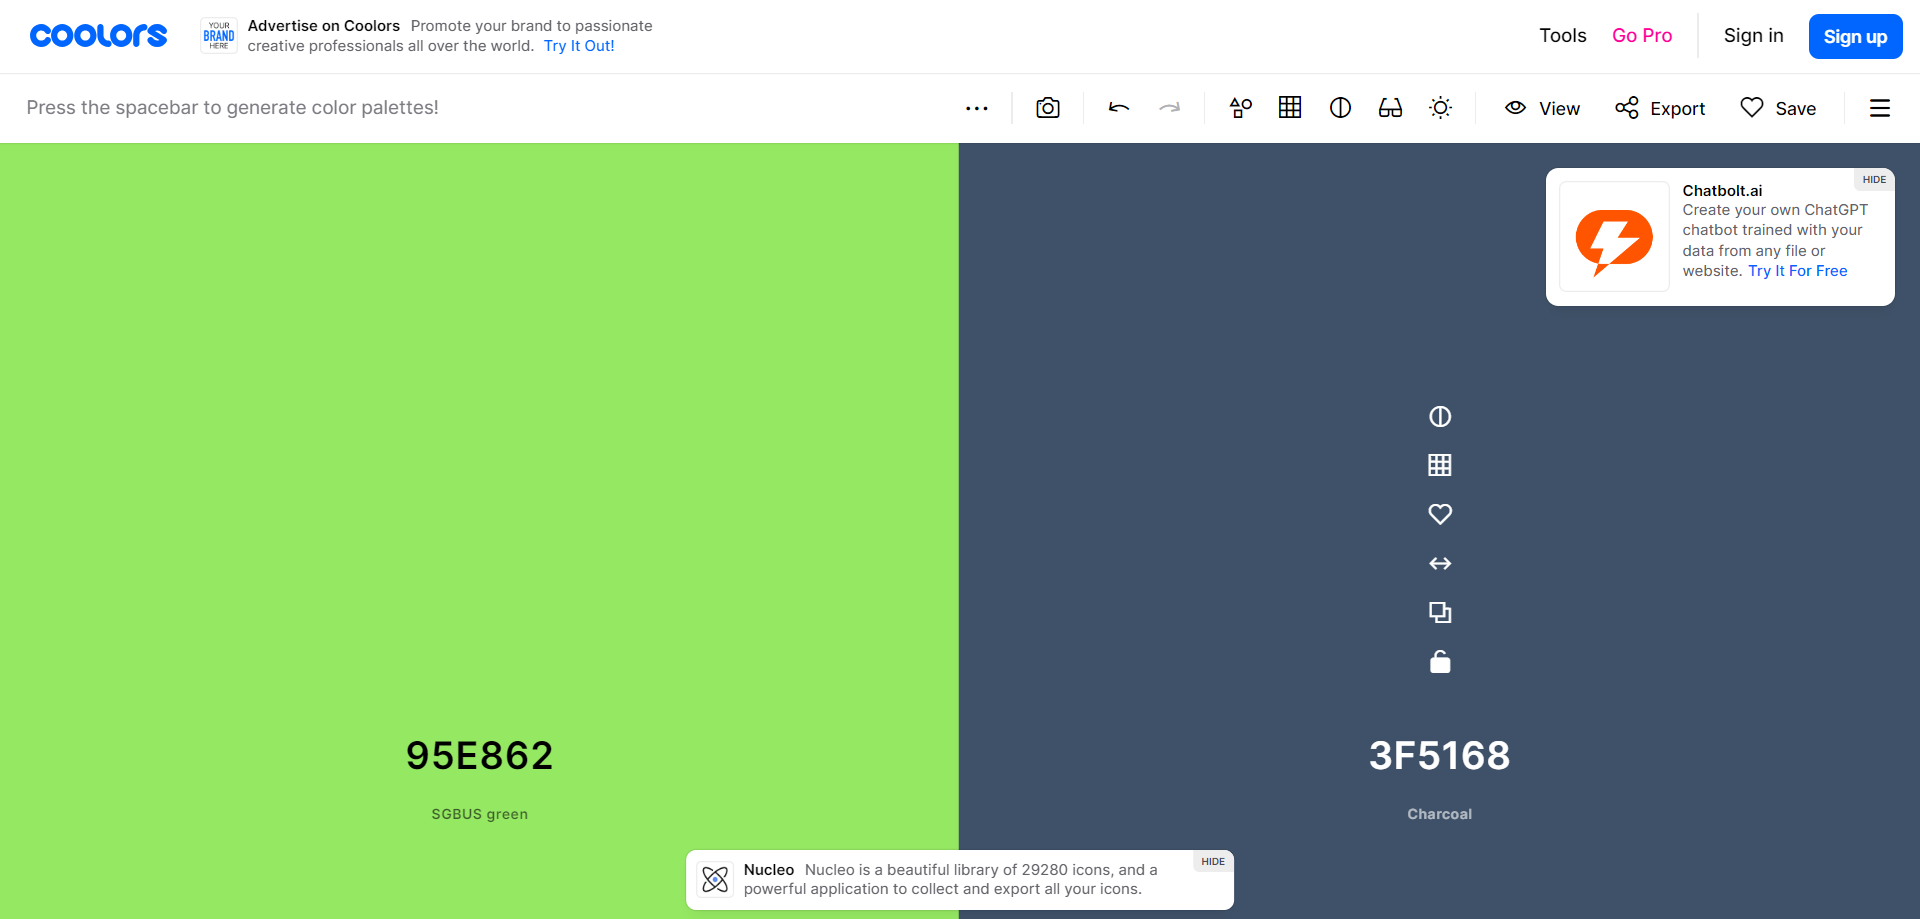 coolors
YOUR
BRAND
HERE
Advertise on Coolors Promote your brand to passionate
creative professionals all over the world. Try It Out!
Tools
Go Pro
Sign in
Sign up
Press the spacebar to generate color palettes!
View
Export
Save
HIDE
Chatbolt.ai
Create your own ChatGPT
chatbot trained with your
data from any file or
website. Try It For Free
95E862
SGBUS green
3F5168
Charcoal
HIDE
Nucleo Nucleo is a beautiful library of 29280 icons, and a
powerful application to collect and export all your icons.